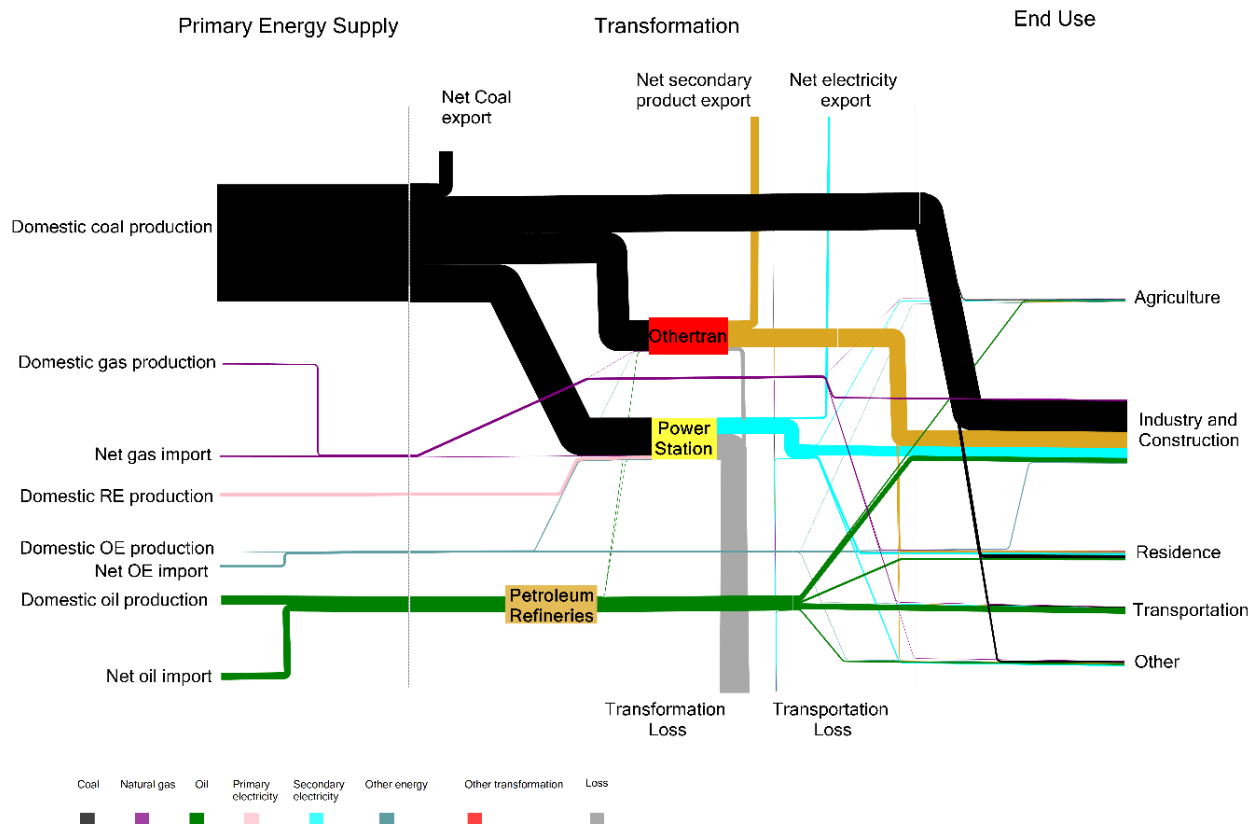 Primary Energy Supply
Transformation
End Use
Net Coal
export
Net secondary
product export
Net electricity
export
Domestic coal production
Agriculture
Othertran
Domestic gas production
Industry and
Construction
Power
Station
Net gas import
Domestic RE production
Domestic OE production
Net OE import
Residence
Domestic oil production
Petroleum
Refineries
Transportation
Net oil import
Other
Transformation
Loss
Transportation
Loss
Coal
Natural gas
Oil
Primary
electricity
Secondary
electricity
Other energy
Other transformation
Loss